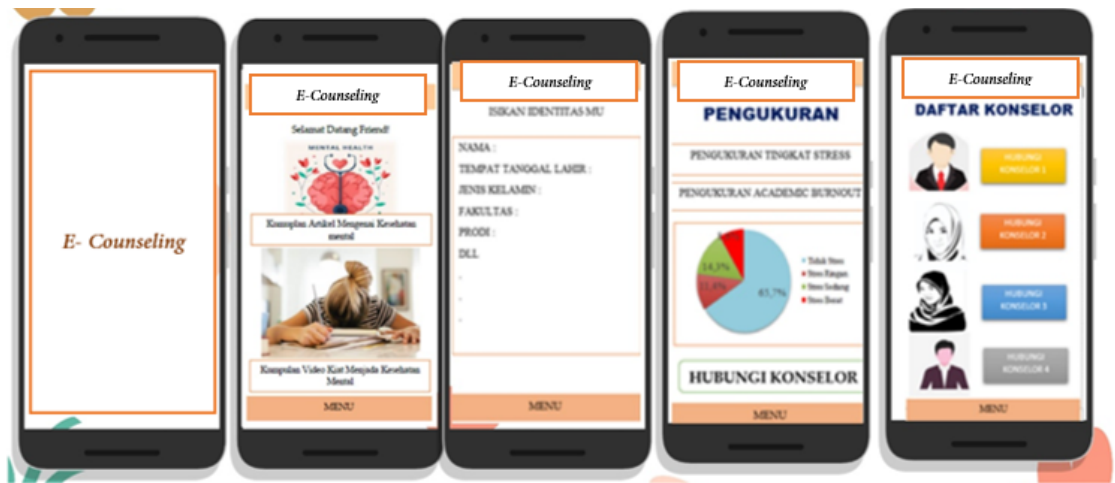 E- Counseling
E-Counseling
Selamat Datang Friend!
MENTAL HEALTH
Kumpulan Artikel Mengenai Kesehatan
mental
Kumpulan Video Kiat Menjada Kesehatan
Mental
MENU
E-Counseling
ISIKAN IDENTITAS MU
NAMA :
TEMPAT TANGGAL LAHIR :
JENIS KELAMIN :
FAKULTAS :
PRODI :
DLL
.
.
.
MENU
E-Counseling
PENGUKURAN
PENGUKURAN TINGKAT STRESS
PENGUKURAN ACADEMIC BURNOUT
14,3%
Tidak Stres
Stres Ringan
Stres Sedang
Stres Berat
HUBUNGI KONSELOR
MENU
E-Counseling
DAFTAR KONSELOR
HUBUNGI
KONSELOR 1
HUBUNGI
KONSELOR 2
HUBUNGI
KONSELOR 3
HUBUNGI
KONSELOR 4
MENU